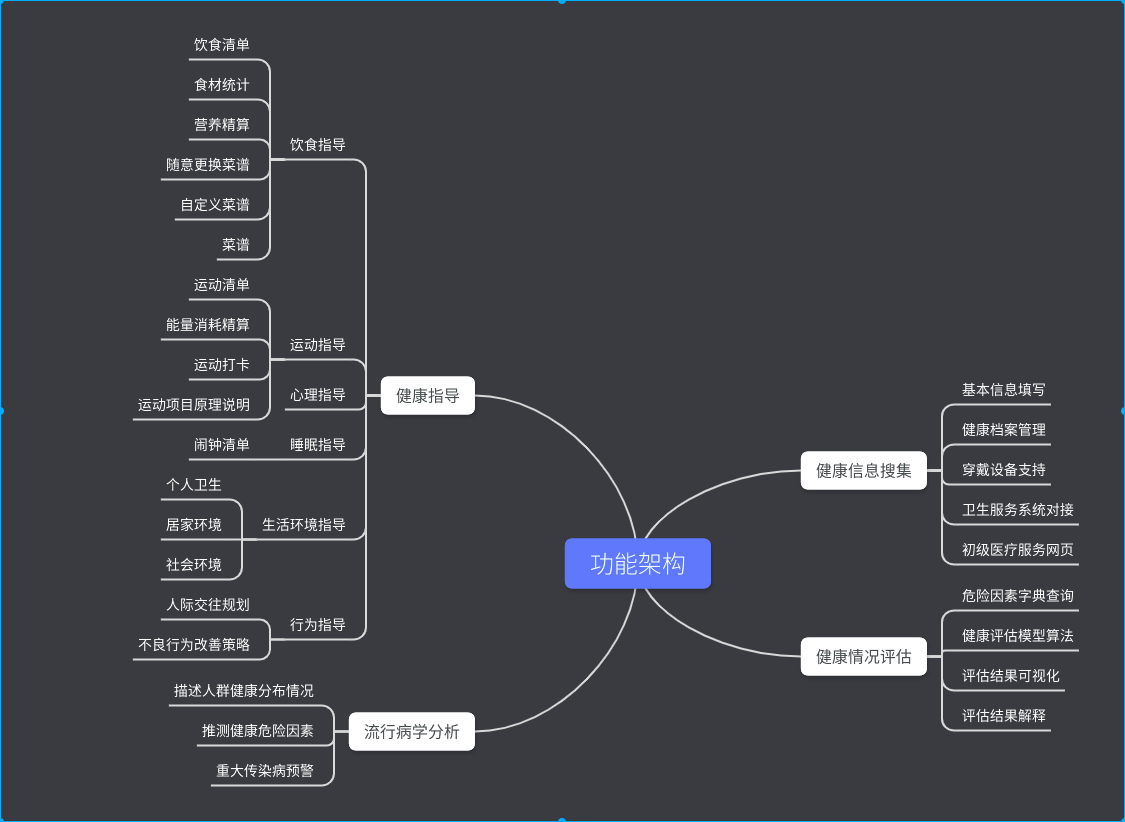 饮食清单
食材统计
营养精算
随意更换菜谱
自定义菜谱
菜谱
饮食指导
运动清单
能量消耗精算
运动打卡
运动项目原理说明
运动指导
心理指导
闹钟清单
睡眠指导
个人卫生
居家环境
社会环境
生活环境指导
人际交往规划
不良行为改善策略
行为指导
健康指导
描述人群健康分布情况
推测健康危险因素
重大传染病预警
流行病学分析
功能架构
健康信息搜集
基本信息填写
健康档案管理
穿戴设备支持
卫生服务系统对接
初级医疗服务网页
健康情况评估
危险因素字典查询
健康评估模型算法
评估结果可视化
评估结果解释